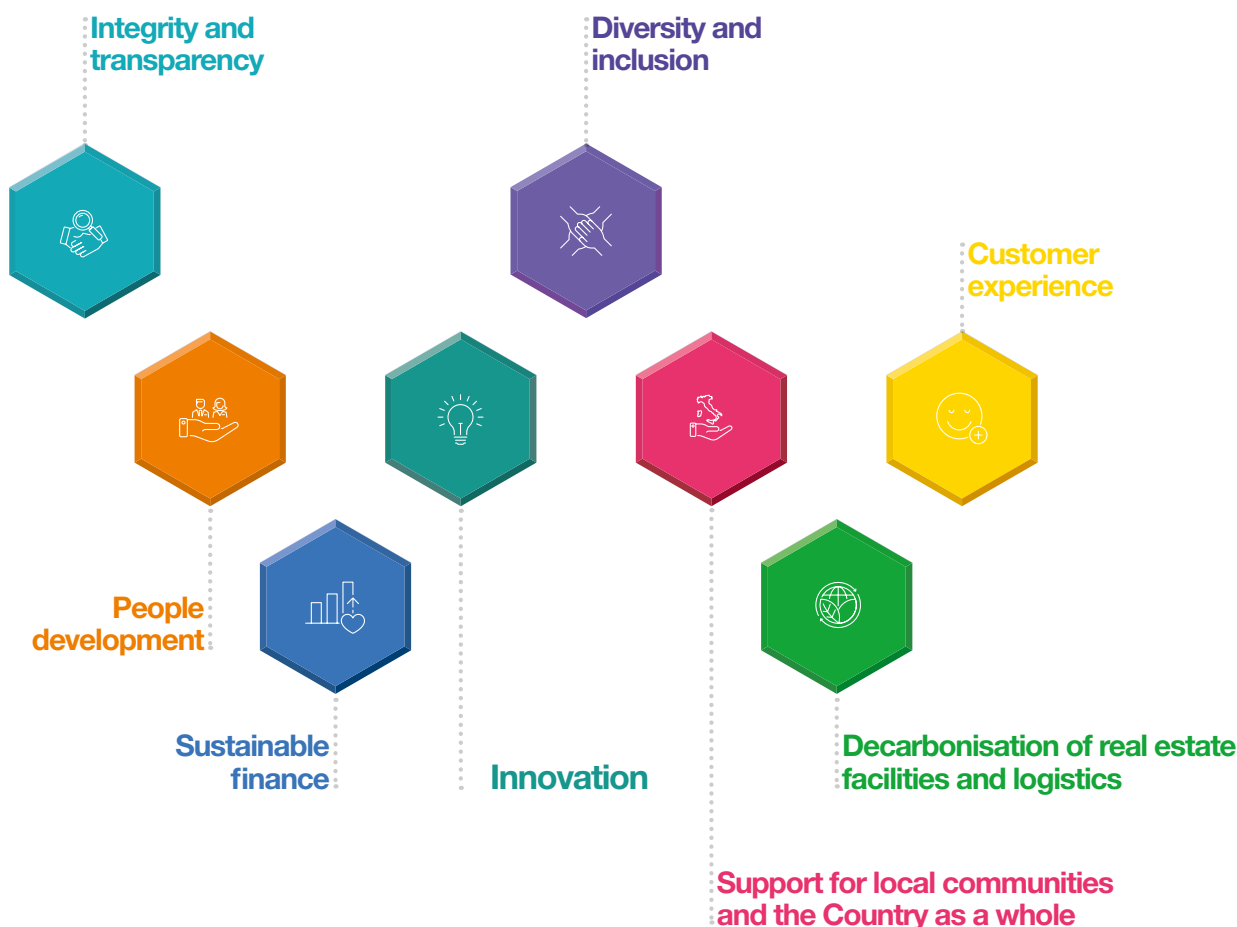 Integrity and
transparency
Diversity and
inclusion
Customer
experience
People
development
Sustainable
finance
Innovation
Decarbonisation of real estate
facilities and logistics
Support for local communities
and the Country as a whole